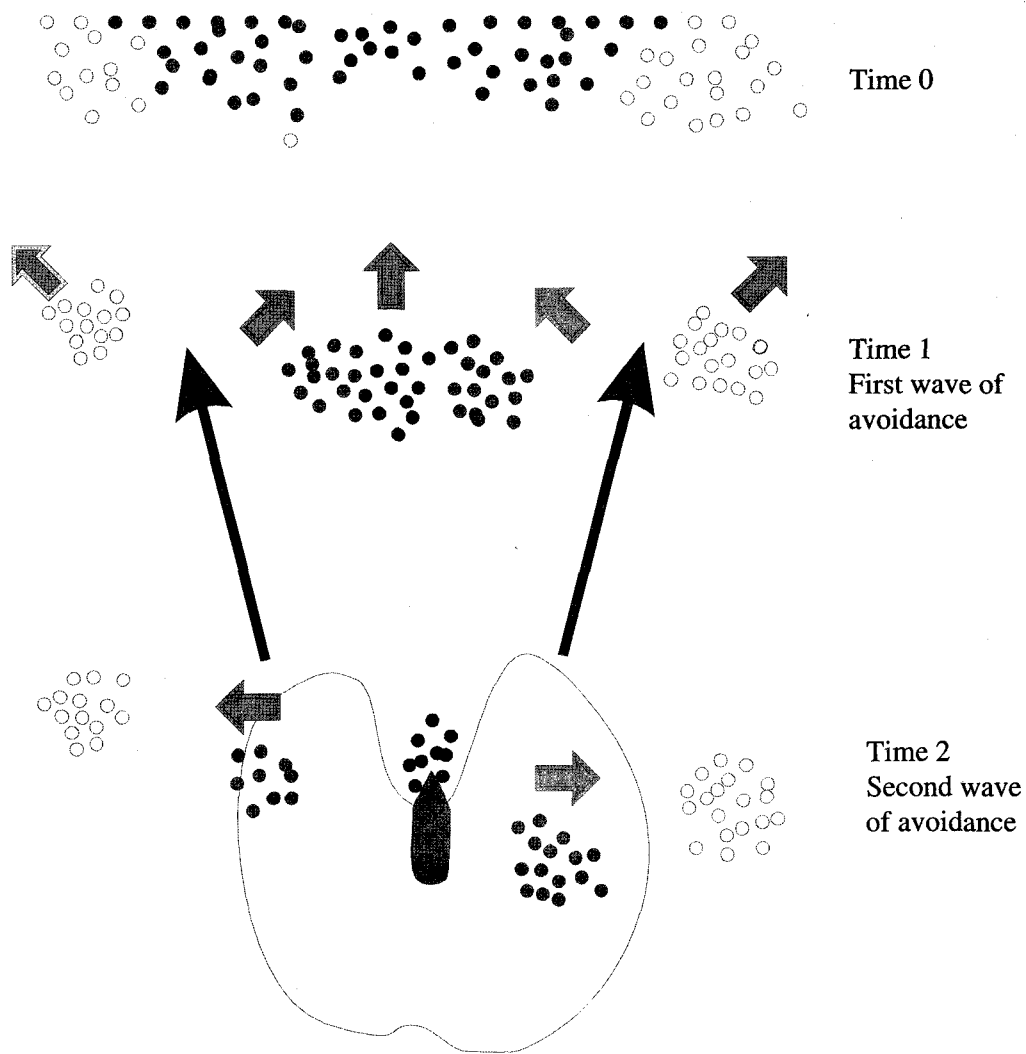 Time 0
Time 1
First wave of
avoidance
Time 2
Second wave
of avoidance